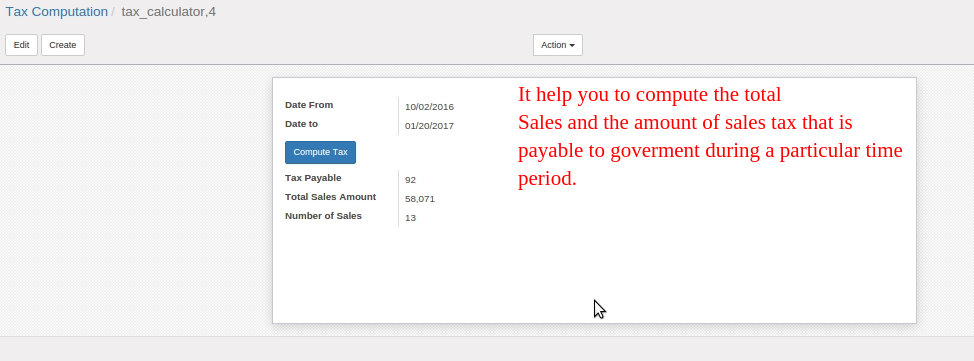 Tax Computation / tax_calculator,4
Edit Create Action
Date From 10/02/2016
Date to 01/20/2017
Compute Tax
Tax Payable 92
Total Sales Amount 58,071
Number of Sales 13
It help you to compute the total
Sales and the amount of sales tax that is
payable to goverment during a particular time
period.